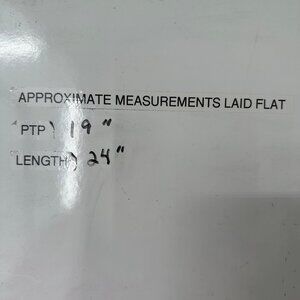 APPROXIMATE MEASUREMENTS LAID FLAT
PTP) 19"
LENGTH) 24"